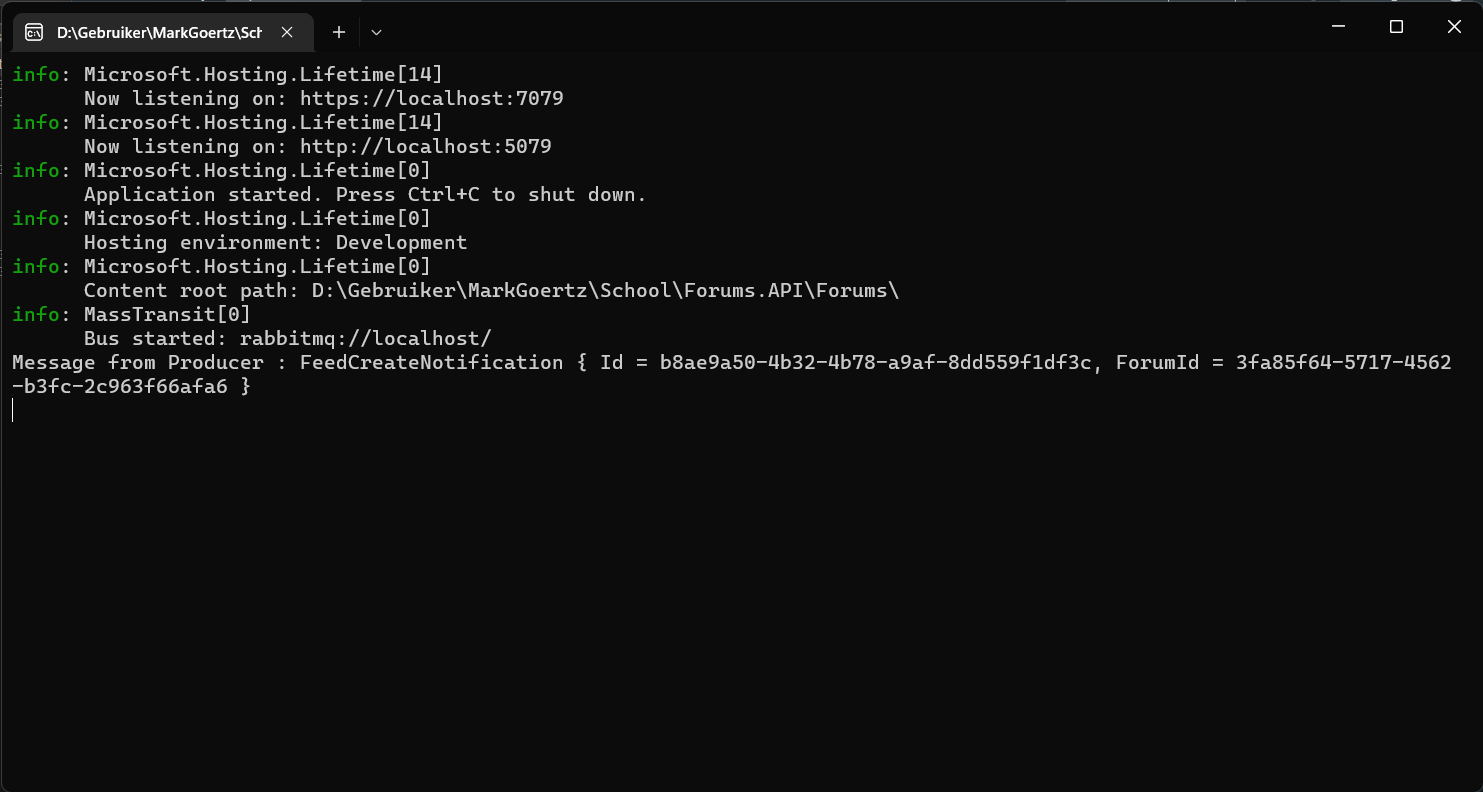 D:\Gebruiker\MarkGoertz\Sch
info: Microsoft.Hosting.Lifetime[14]
Now listening on: https://localhost:7079
info: Microsoft.Hosting.Lifetime[14]
Now listening on: http://localhost:5079
info: Microsoft.Hosting.Lifetime[0]
Application started. Press Ctrl+C to shut down.
info: Microsoft.Hosting.Lifetime[0]
Hosting environment: Development
info: Microsoft.Hosting.Lifetime[0]
Content root path: D:\Gebruiker\MarkGoertz\School\Forums.API\Forums\
info: MassTransit[0]
Bus started: rabbitmq://localhost/
Message from Producer : FeedCreateNotification { Id = b8ae9a50-4b32-4b78-a9af-8dd559f1df3c, ForumId = 3fa85f64-5717-4562
-b3fc-2c963f66afa6 }